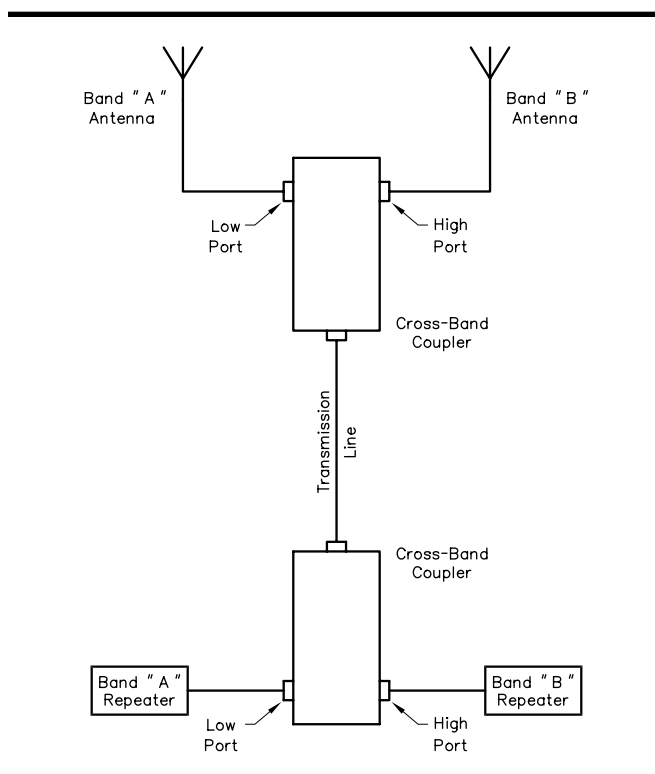 Band "A"
Antenna
Band "B"
Antenna
Low
Port
High
Port
Cross-Band
Coupler
Transmission
Line
Cross-Band
Coupler
Band "A"
Repeater
Band "B"
Repeater
Low
Port
High
Port